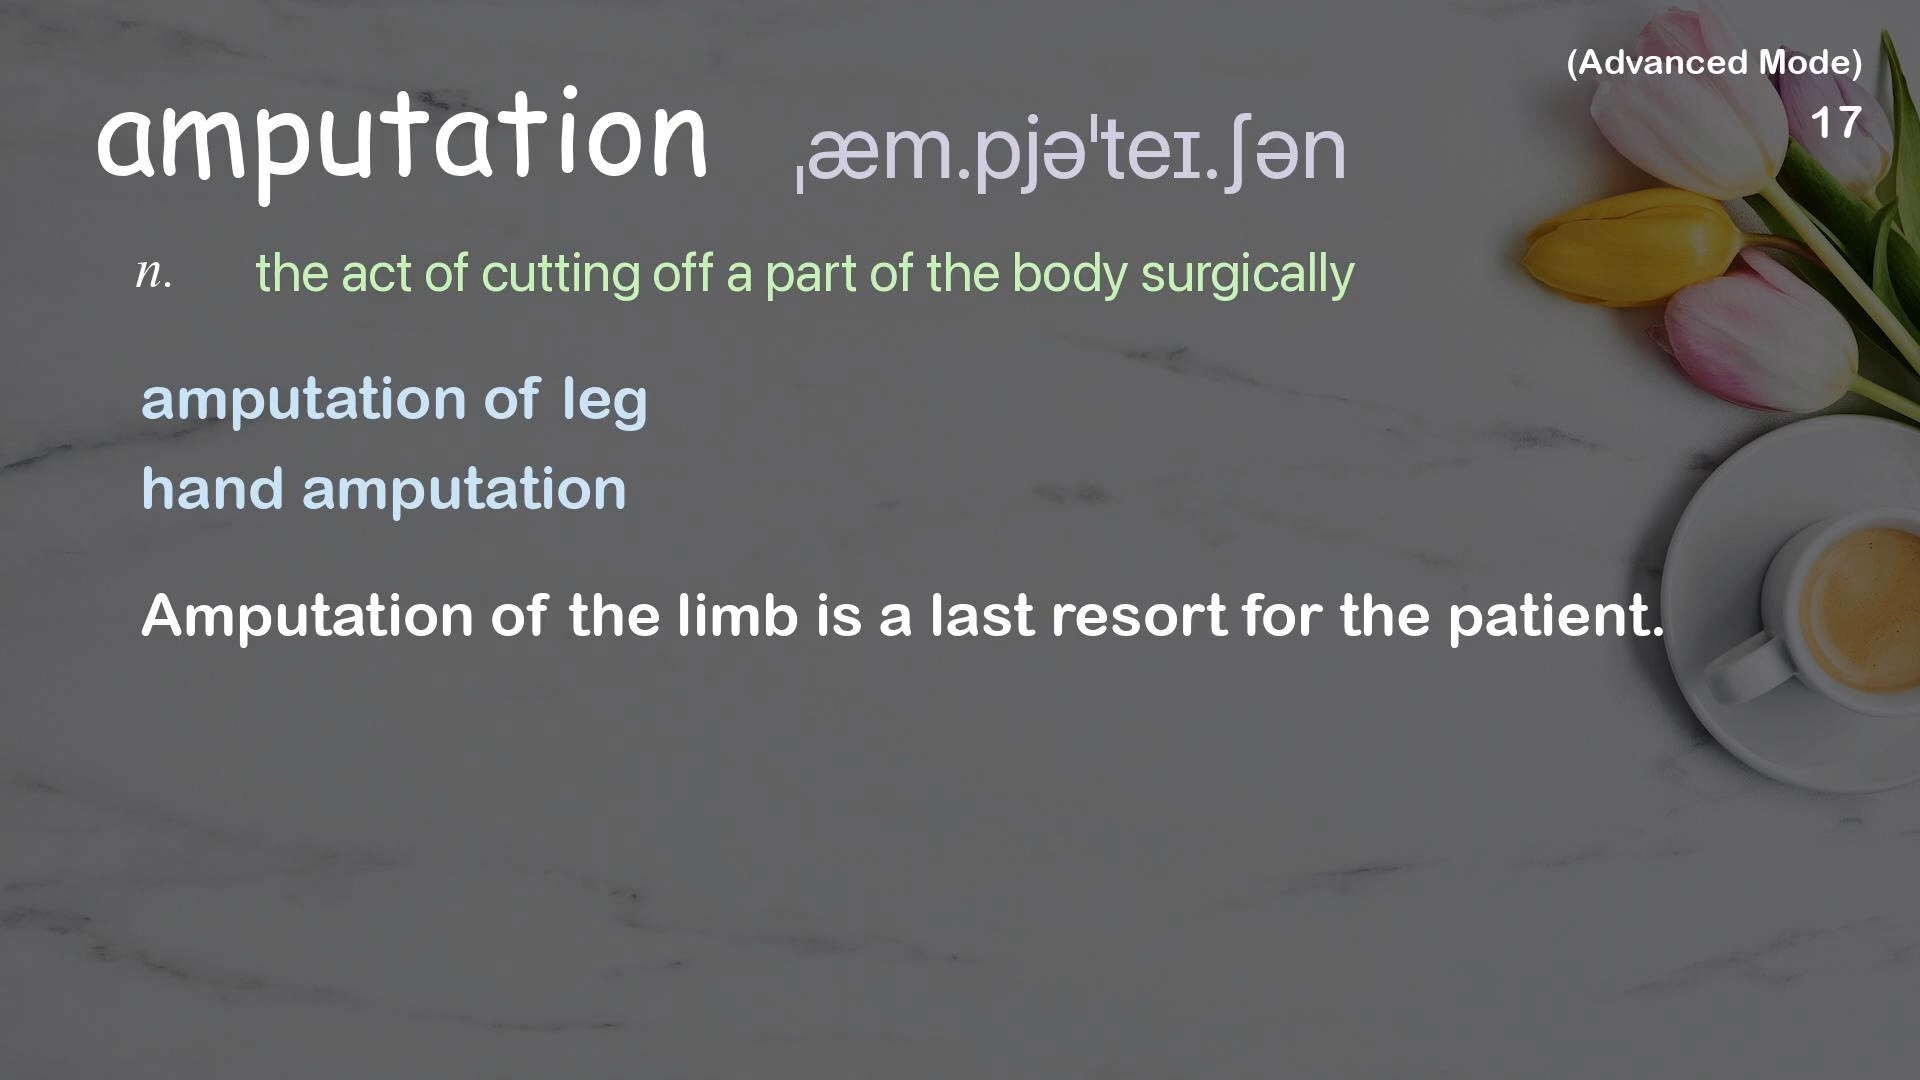 (Advanced Mode)
17
amputation ˌæm.pjəˈteɪ.ʃən
n. the act of cutting off a part of the body surgically
amputation of leg
hand amputation
Amputation of the limb is a last resort for the patient.